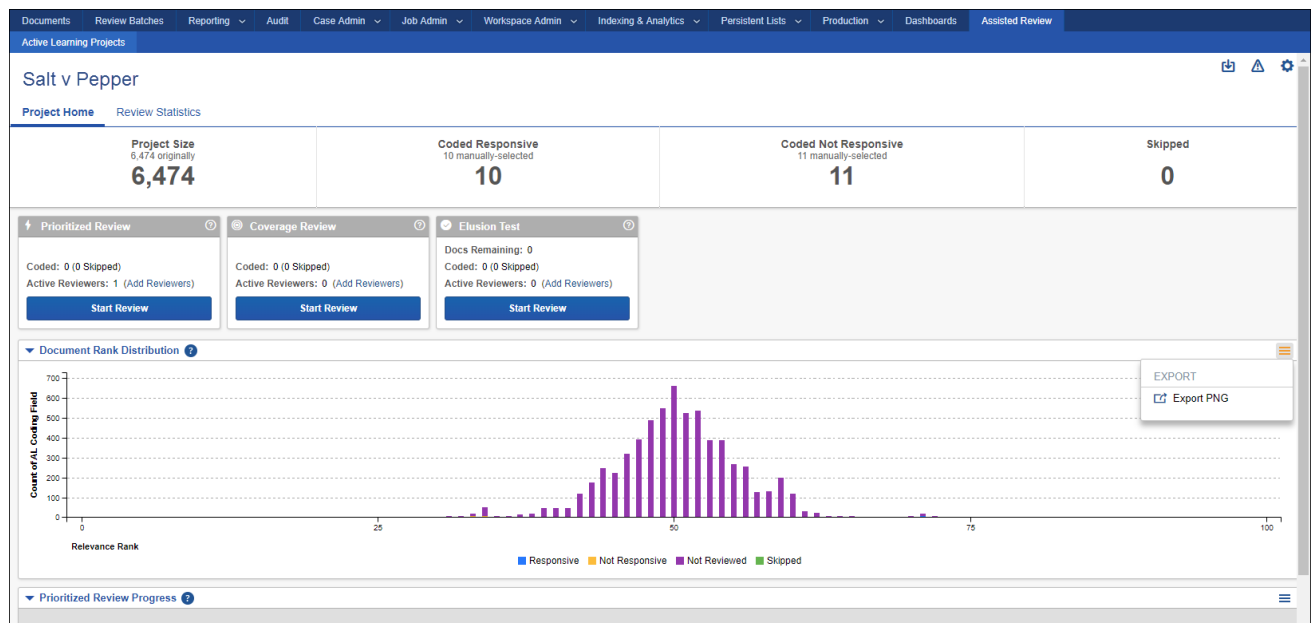 Documents Review Batches Reporting Audit Case Admin Job Admin Workspace Admin Indexing & Analytics Persistent Lists Production Dashboards Assisted Review
Active Learning Projects
Salt v Pepper
Project Home Review Statistics
Project Size Coded Responsive Coded Not Responsive Skipped
6,474 originally 10 manually-selected 11 manually-selected
6,474 10 11 0
Prioritized Review ? Coverage Review ? Elusion Test ?
Docs Remaining: 0
Coded: 0 (0 Skipped) Coded: 0 (0 Skipped) Coded: 0 (0 Skipped)
Active Reviewers: 1 (Add Reviewers) Active Reviewers: 0 (Add Reviewers) Active Reviewers: 0 (Add Reviewers)
Start Review Start Review Start Review
Document Rank Distribution ?
EXPORT
Export PNG
Count of AL Coding Field
700
600
500
400
300
200
100
0
0 25 50 75 100
Relevance Rank
Responsive Not Responsive Not Reviewed Skipped
Prioritized Review Progress ?